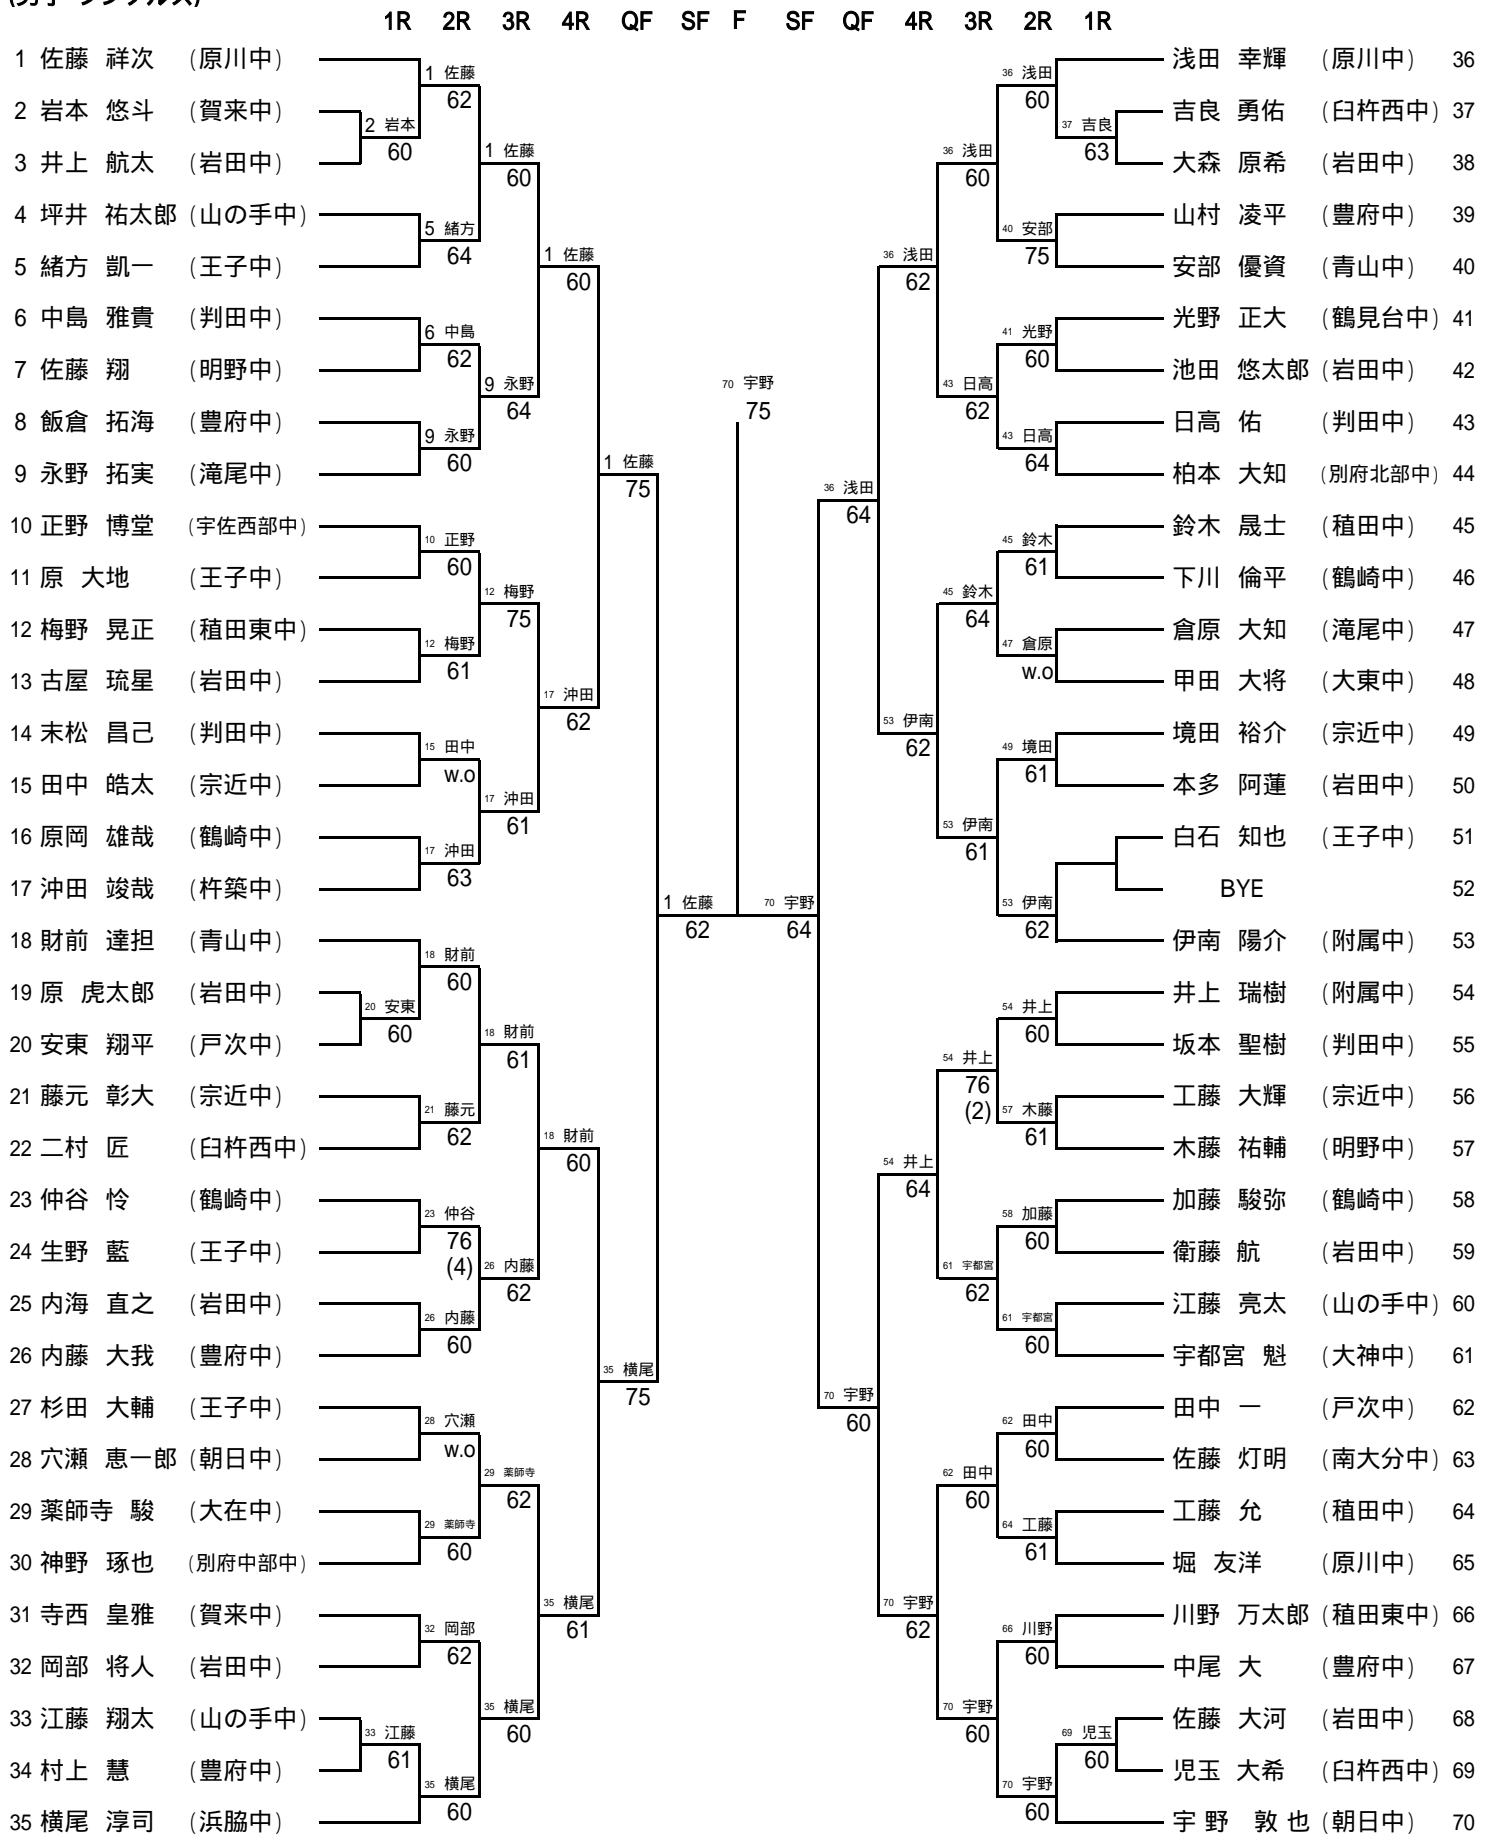 1R 2R 3R 4R QF SF F SF QF 4R 3R 2R 1R
1 佐藤 祥次 (原川中)
2 岩本 悠斗 (賀来中)
3 井上 航太 (岩田中)
4 坪井 祐太郎 (山の手中)
5 緒方 凱一 (王子中)
6 中島 雅貴 (判田中)
7 佐藤 翔 (明野中)
8 飯倉 拓海 (豊府中)
9 永野 拓実 (滝尾中)
10 正野 博堂 (宇佐西部中)
11 原 大地 (王子中)
12 梅野 晃正 (稙田東中)
13 古屋 琉星 (岩田中)
14 末松 昌己 (判田中)
15 田中 皓太 (宗近中)
16 原岡 雄哉 (鶴崎中)
17 沖田 竣哉 (杵築中)
18 財前 達担 (青山中)
19 原 虎太郎 (岩田中)
20 安東 翔平 (戸次中)
21 藤元 彰大 (宗近中)
22 二村 匠 (臼杵西中)
23 仲谷 怜 (鶴崎中)
24 生野 藍 (王子中)
25 内海 直之 (岩田中)
26 内藤 大我 (豊府中)
27 杉田 大輔 (王子中)
28 穴瀬 恵一郎 (朝日中)
29 薬師寺 駿 (大在中)
30 神野 琢也 (別府中部中)
31 寺西 皇雅 (賀来中)
32 岡部 将人 (岩田中)
33 江藤 翔太 (山の手中)
34 村上 慧 (豊府中)
35 横尾 淳司 (浜脇中)
2 岩本
60
20 安東
60
33 江藤
61
1 佐藤
62
5 緒方
64
6 中島
62
9 永野
60
10 正野
60
12 梅野
61
15 田中
w.o
17 沖田
63
18 財前
60
21 藤元
62
23 仲谷
76
(4)
26 内藤
60
28 穴瀬
w.o
29 薬師寺
60
32 岡部
62
35 横尾
60
1 佐藤
60
9 永野
64
12 梅野
75
17 沖田
61
18 財前
61
26 内藤
62
29 薬師寺
62
35 横尾
60
1 佐藤
60
17 沖田
62
18 財前
60
35 横尾
61
1 佐藤
75
35 横尾
75
1 佐藤
62
70 宇野
75
70 宇野
64
36 浅田
64
70 宇野
60
36 浅田
62
53 伊南
62
54 井上
64
70 宇野
62
36 浅田
60
43 日高
62
45 鈴木
64
53 伊南
61
54 井上
76
(2)
61 宇都宮
62
62 田中
60
70 宇野
60
36 浅田
60
40 安部
75
41 光野
60
43 日高
64
45 鈴木
61
47 倉原
w.o
49 境田
61
53 伊南
62
54 井上
60
57 木藤
61
58 加藤
60
61 宇都宮
60
62 田中
60
64 工藤
61
66 川野
60
70 宇野
60
37 吉良
63
69 児玉
60
浅田 幸輝 (原川中) 36
吉良 勇佑 (臼杵西中) 37
大森 原希 (岩田中) 38
山村 凌平 (豊府中) 39
安部 優資 (青山中) 40
光野 正大 (鶴見台中) 41
池田 悠太郎 (岩田中) 42
日高 佑 (判田中) 43
柏本 大知 (別府北部中) 44
鈴木 晟士 (稙田中) 45
下川 倫平 (鶴崎中) 46
倉原 大知 (滝尾中) 47
甲田 大将 (大東中) 48
境田 裕介 (宗近中) 49
本多 阿蓮 (岩田中) 50
白石 知也 (王子中) 51
BYE 52
伊南 陽介 (附属中) 53
井上 瑞樹 (附属中) 54
坂本 聖樹 (判田中) 55
工藤 大輝 (宗近中) 56
木藤 祐輔 (明野中) 57
加藤 駿弥 (鶴崎中) 58
衛藤 航 (岩田中) 59
江藤 亮太 (山の手中) 60
宇都宮 魁 (大神中) 61
田中 一 (戸次中) 62
佐藤 灯明 (南大分中) 63
工藤 允 (稙田中) 64
堀 友洋 (原川中) 65
川野 万太郎 (稙田東中) 66
中尾 大 (豊府中) 67
佐藤 大河 (岩田中) 68
児玉 大希 (臼杵西中) 69
宇野 敦也 (朝日中) 70